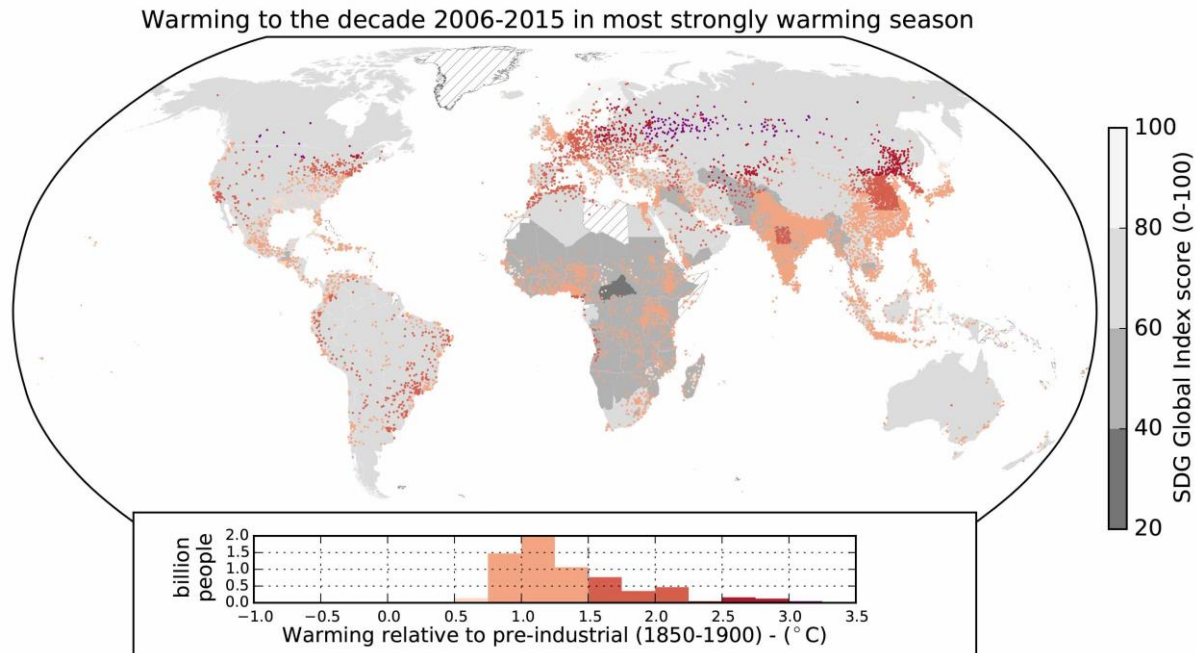 Warming to the decade 2006-2015 in most strongly warming season
100
80
60
40
20
SDG Global Index score (0-100)
billion
people
2.0
1.5
1.0
0.5
0.0
−1.0 −0.5 0.0 0.5 1.0 1.5 2.0 2.5 3.0 3.5
Warming relative to pre-industrial (1850-1900) - (°C)